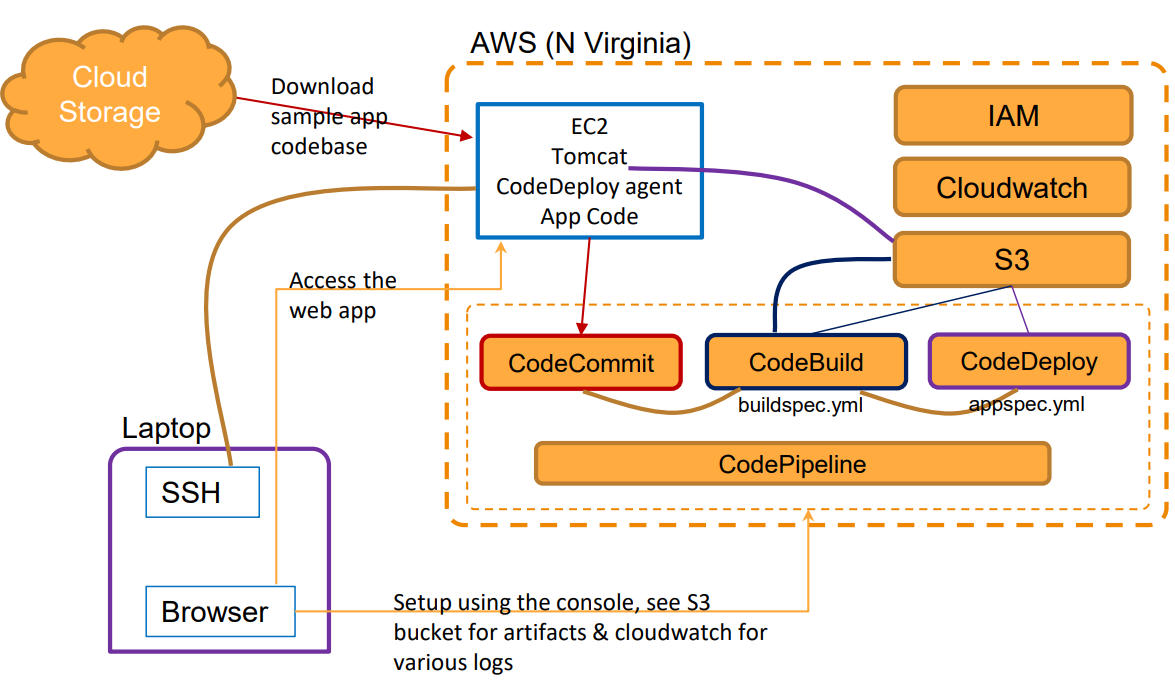 AWS (N Virginia)
Cloud
Storage
Download
sample app
codebase
EC2
Tomcat
CodeDeploy agent
App Code
IAM
Cloudwatch
S3
Access the
web app
CodeCommit
CodeBuild
CodeDeploy
buildspec.yml
appspec.yml
CodePipeline
Laptop
SSH
Browser
Setup using the console, see S3
bucket for artifacts & cloudwatch for
various logs